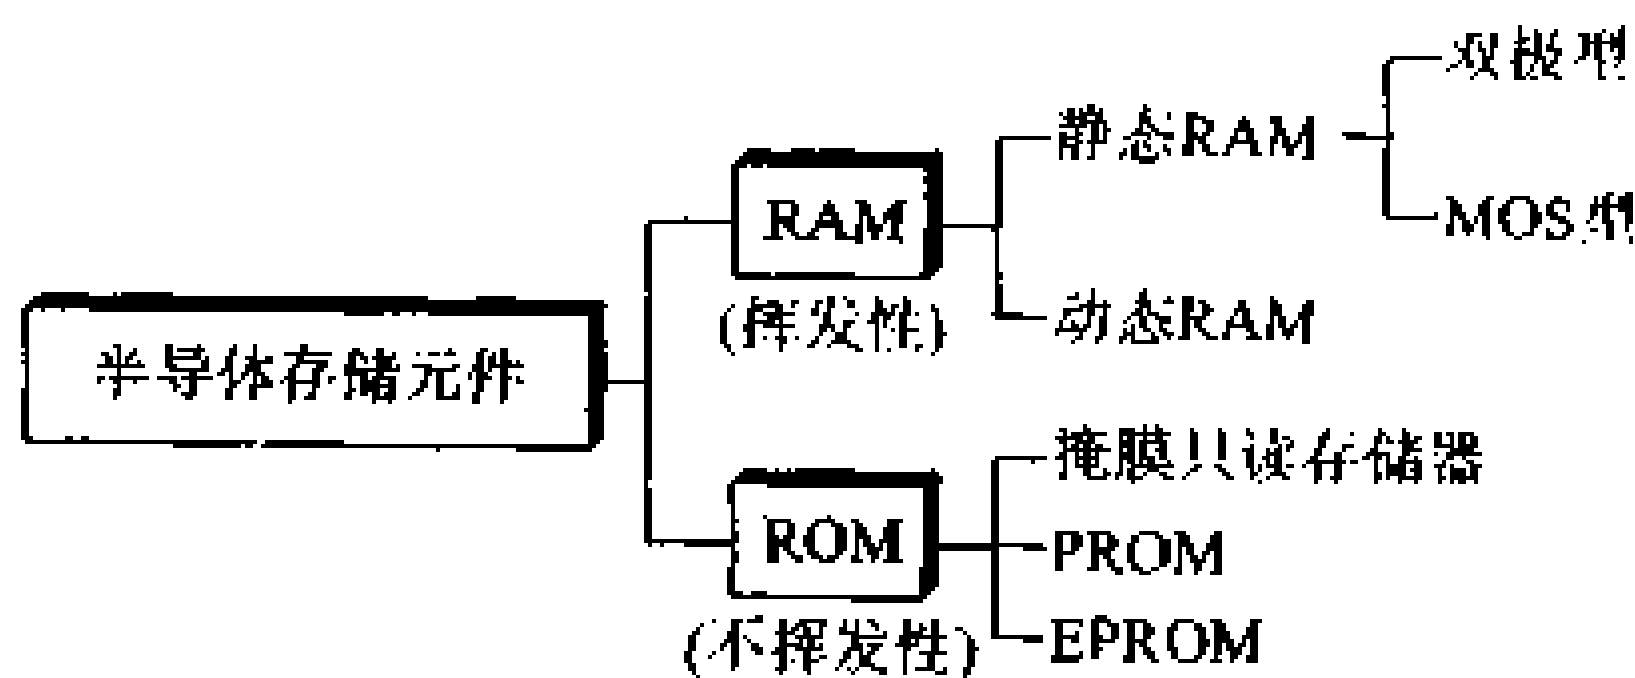 双极型
静态RAM
MOS型
RAM
(挥发性)
动态RAM
半导体存储元件
掩膜只读存储器
ROM
PROM
(不挥发性)
EPROM